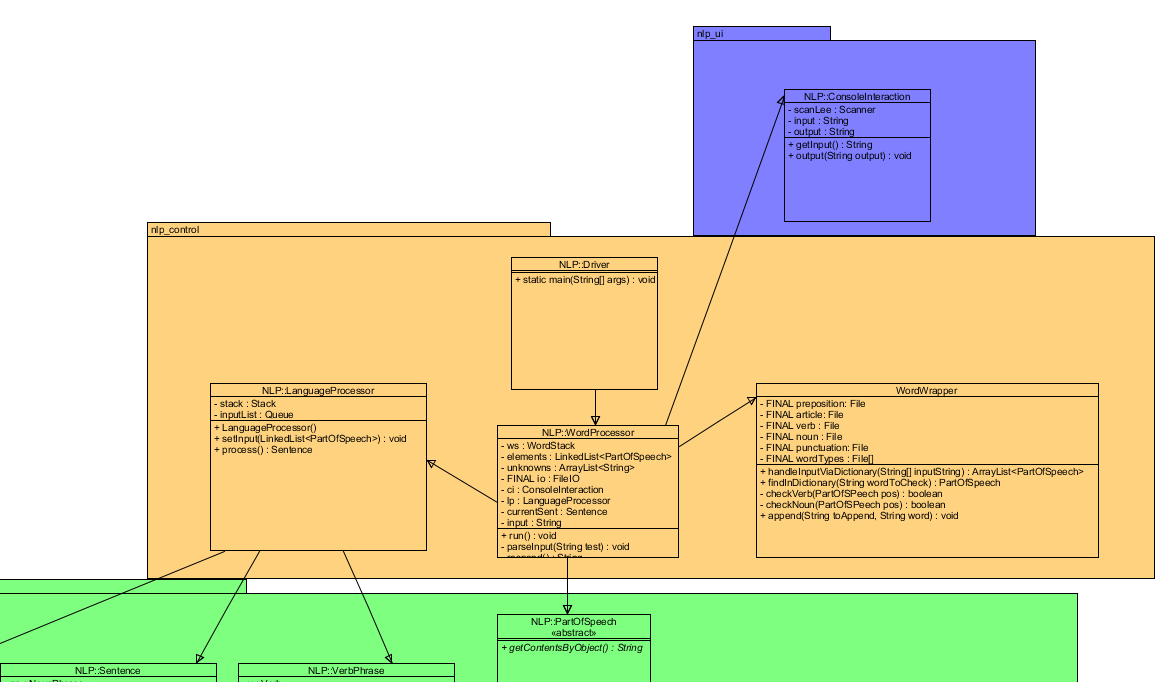 nlp_ui
NLP::ConsoleInteraction
- scanLee : Scanner
- input : String
- output : String
+ getInput() : String
+ output(String output) : void
nlp_control
NLP::Driver
+ static main(String[] args) : void
NLP::LanguageProcessor
- stack : Stack
- inputList : Queue
+ LanguageProcessor()
+ setInput(LinkedList<PartOfSpeech>) : void
+ process() : Sentence
NLP::WordProcessor
- ws : WordStack
- elements : LinkedList<PartOfSpeech>
- unknowns : ArrayList<String>
- FINAL io : FileIO
- ci : ConsoleInteraction
- lp : LanguageProcessor
- currentSent : Sentence
- input : String
+ run() : void
- parseInput(String test) : void
WordWrapper
- FINAL preposition: File
- FINAL article: File
- FINAL verb : File
- FINAL noun : File
- FINAL punctuation: File
- FINAL wordTypes : File[]
+ handleInputViaDictionary(String[] inputString) : ArrayList<PartOfSpeech>
+ findInDictionary(String wordToCheck) : PartOfSpeech
- checkVerb(PartOfSPeech pos) : boolean
- checkNoun(PartOfSPeech pos) : boolean
+ append(String toAppend, String word) : void
NLP::PartOfSpeech
«abstract»
+ getContentsByObject() : String
NLP::Sentence
NLP::VerbPhrase